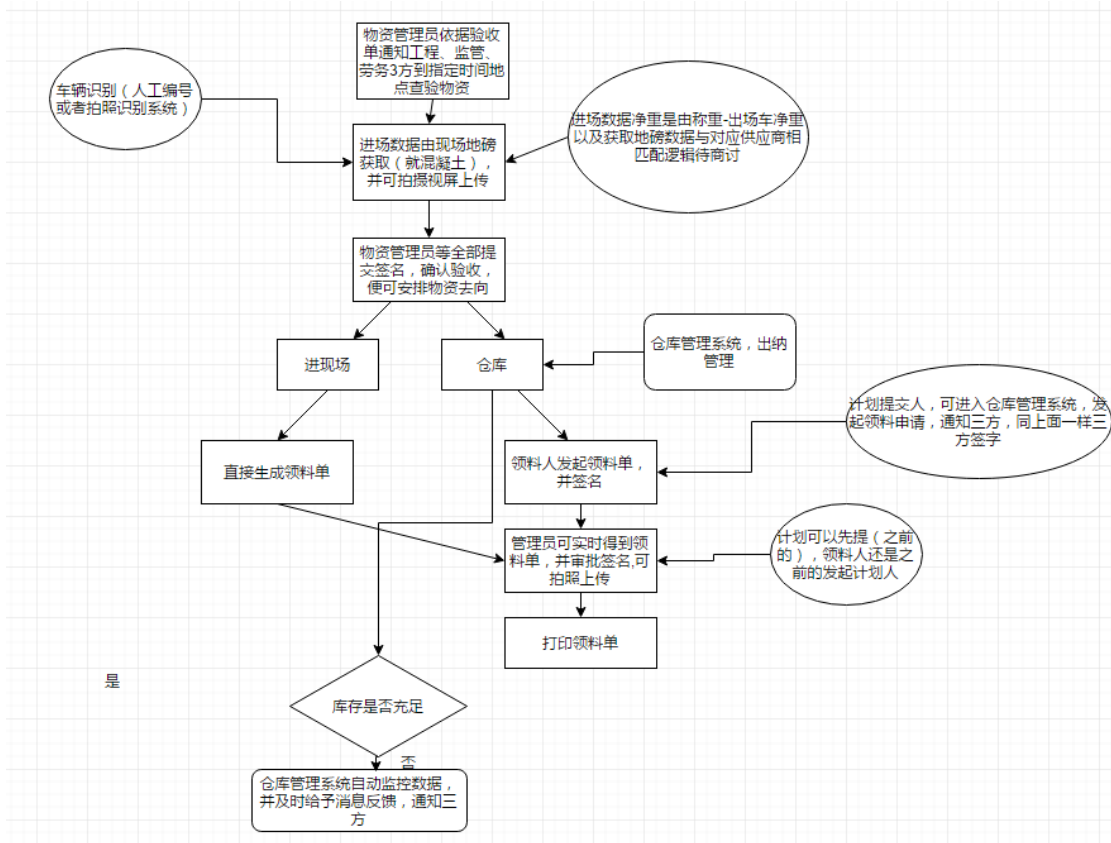 物资管理员依据验收
单通知工程、监管、
劳务3方到指定时间地
点查验物资
车辆识别（人工编号
或者拍照识别系统）
进场数据净重是由称重-出场车净重
以及获取地磅数据与对应供应商相
匹配逻辑待商讨
进场数据由现场地磅
获取（就混凝土），
并可拍摄视屏上传
物资管理员等全部提
交签名，确认验收，
便可安排物资去向
进现场
仓库
仓库管理系统，出纳
管理
计划提交人，可进入仓库管理系统，发
起领料申请，通知三方，同上面一样三
方签字
直接生成领料单
领料人发起领料单，
并签名
管理员可实时得到领
料单，并审批签名,可
拍照上传
计划可以先提（之前
的），领料人还是之
前的发起计划人
打印领料单
是
库存是否充足
否
仓库管理系统自动监控数据，
并及时给予消息反馈，通知三
方